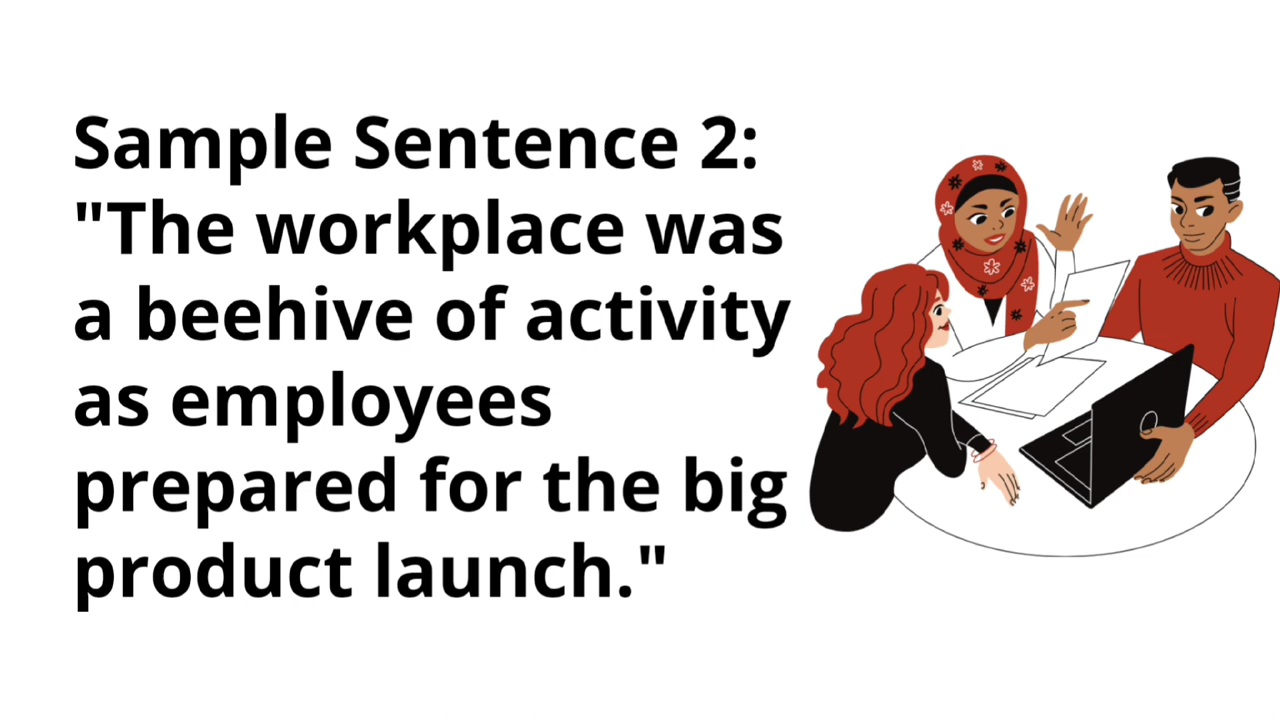 Sample Sentence 2:
"The workplace was
a beehive of activity
as employees
prepared for the big
product launch."